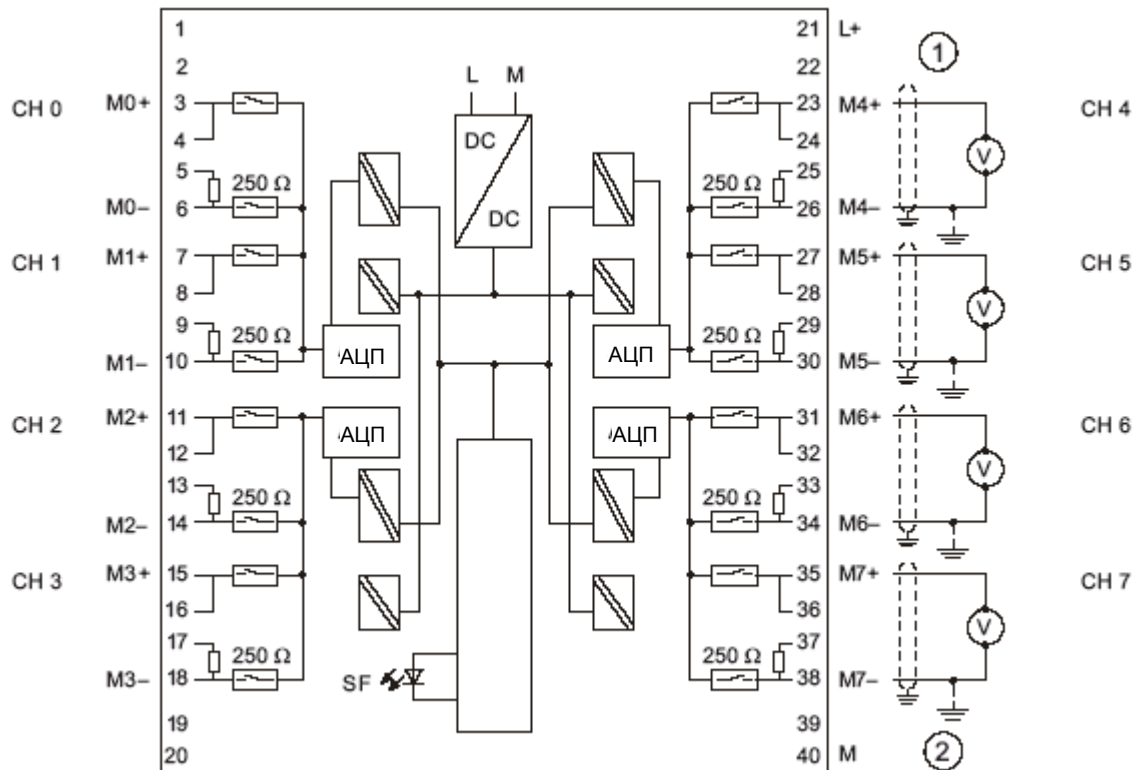 1 21 L+
① 
2 22
L M
CH 0 M0+ 3 23 M4+ CH 4
DC
4 24
V
5 25
250 Ω 250 Ω
M0– 6 26 M4–
DC
CH 1 M1+ 7 27 M5+ CH 5
8 28
V
9 29
250 Ω 250 Ω
АЦП АЦП
M1– 10 30 M5–
CH 2 M2+ 11 31 M6+ CH 6
АЦП АЦП
12 32
V
13 33
250 Ω 250 Ω
M2– 14 34 M6–
CH 3 M3+ 15 35 M7+ CH 7
16 36
V
17 37
250 Ω 250 Ω
M3– 18 38 M7–
SF
19 39
②
20 40 M